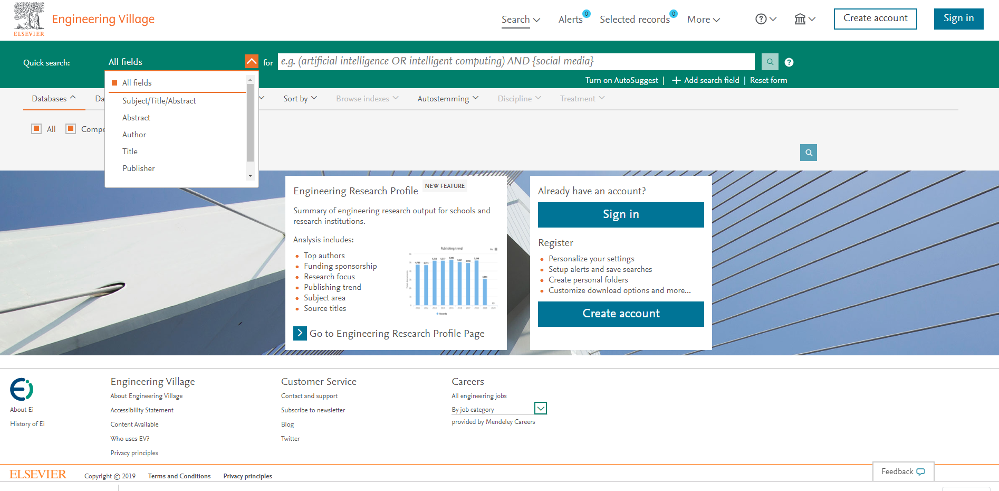 ELSEVIER
Engineering Village
Search
Alerts
0
Selected records
0
More
?
Create account
Sign in
Quick search:
All fields
for
e.g. (artificial intelligence OR intelligent computing) AND {social media}
?
Turn on AutoSuggest | + Add search field | Reset form
All fields
Subject/Title/Abstract
Abstract
Author
Title
Publisher
Databases
Da
Sort by
Browse indexes
Autostemming
Discipline
Treatment
All
Compe
Engineering Research Profile
NEW FEATURE
Summary of engineering research output for schools and
research institutions.
Analysis includes:
Top authors
Funding sponsorship
Research focus
Publishing trend
Subject area
Source titles
Publishing trend
Records
Go to Engineering Research Profile Page
Already have an account?
Sign in
Register
Personalize your settings
Setup alerts and save searches
Create personal folders
Customize download options and more...
Create account
Ei
About Ei
History of Ei
Engineering Village
About Engineering Village
Accessibility Statement
Content Available
Who uses EV?
Privacy principles
Customer Service
Contact and support
Subscribe to newsletter
Blog
Twitter
Careers
All engineering jobs
By job category
provided by Mendeley Careers
ELSEVIER
Copyright © 2019
Terms and Conditions
Privacy principles
Feedback